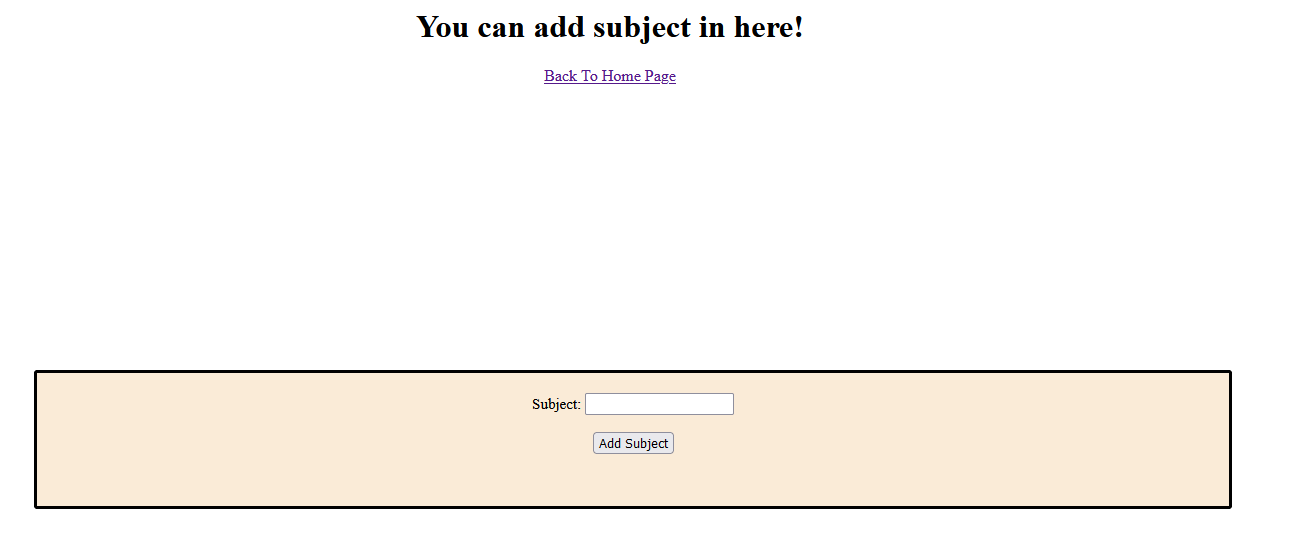 You can add subject in here!
Back To Home Page
Subject:
Add Subject